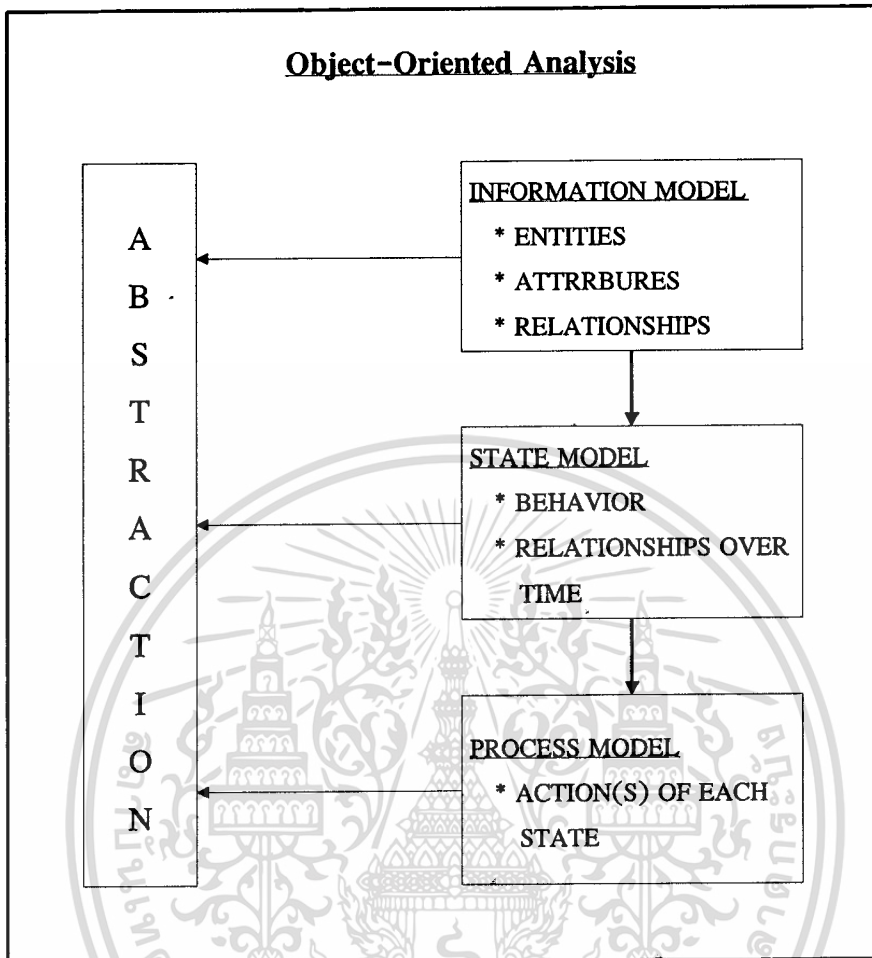 Object-Oriented Analysis
ABSTRACTION
INFORMATION MODEL
* ENTITIES
* ATTRRBURES
* RELATIONSHIPS
STATE MODEL
* BEHAVIOR
* RELATIONSHIPS OVER
TIME
PROCESS MODEL
* ACTION(S) OF EACH
STATE